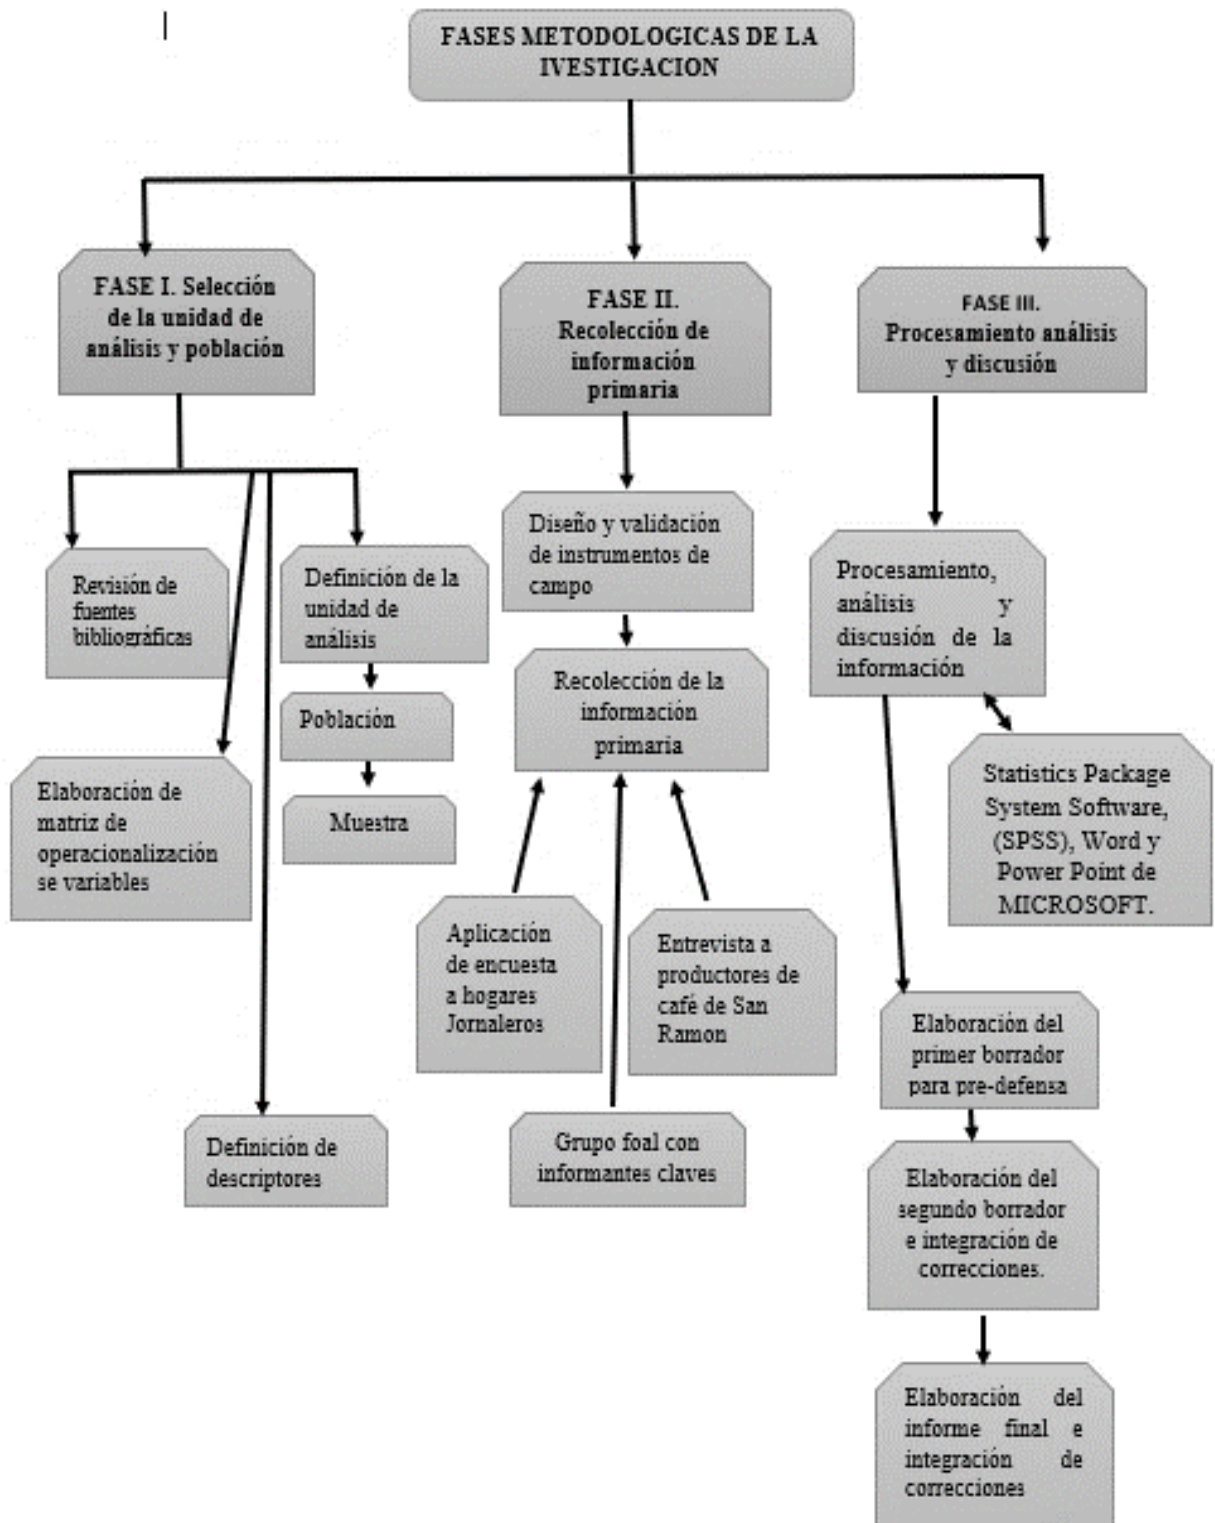 FASES METODOLOGICAS DE LA
IVESTIGACION
FASE I. Selección
de la unidad de
análisis y población
FASE II.
Recolección de
información
primaria
FASE III.
Procesamiento análisis
y discusión
Revisión de
fuentes
bibliográficas
Definición de la
unidad de
análisis
Población
Muestra
Elaboración de
matriz de
operacionalización
se variables
Definición de
descriptores
Diseño y validación
de instrumentos de
campo
Recolección de la
información
primaria
Aplicación
de encuesta
a hogares
Jornaleros
Entrevista a
productores de
café de San
Ramon
Grupo foal con
informantes claves
Procesamiento,
análisis y
discusión de la
información
Statistics Package
System Software,
(SPSS), Word y
Power Point de
MICROSOFT.
Elaboración del
primer borrador
para pre-defensa
Elaboración del
segundo borrador
e integración de
correcciones.
Elaboración del
informe final e
integración de
correcciones